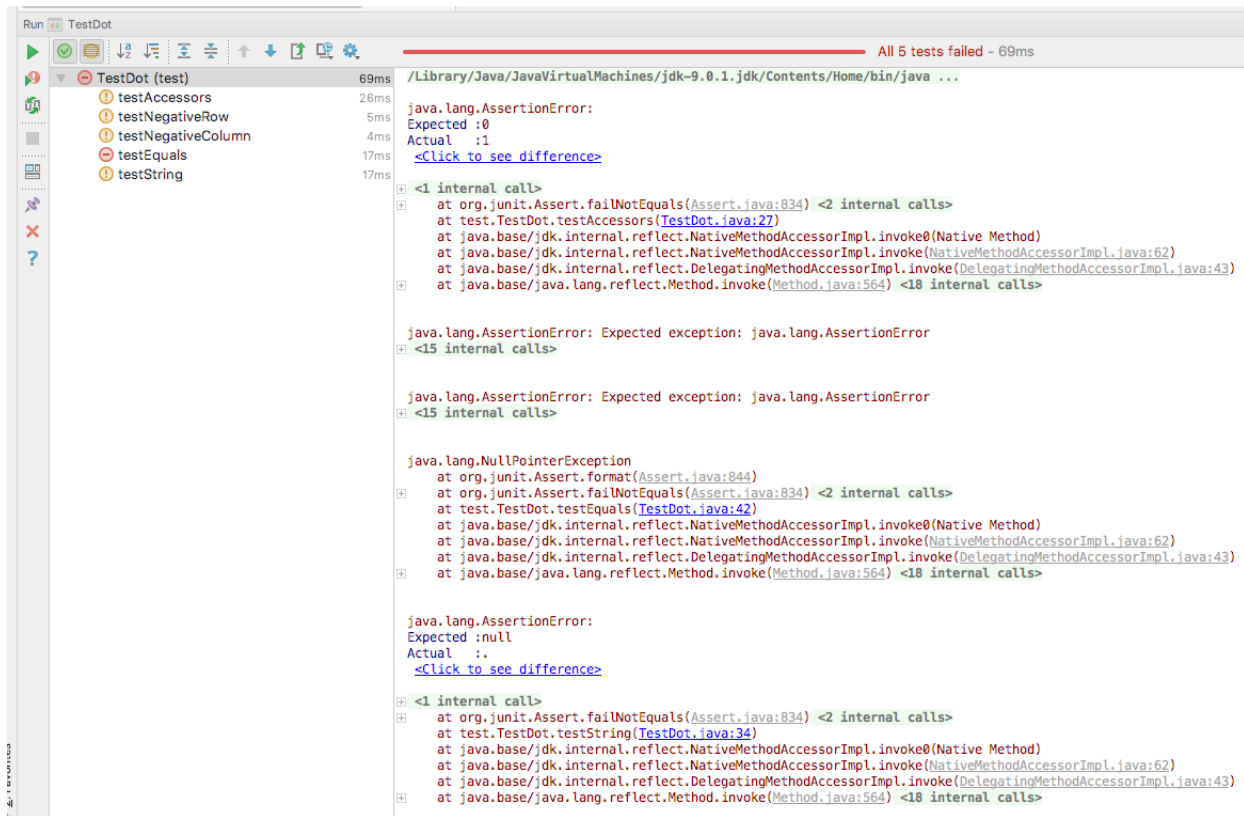 Run TestDot
All 5 tests failed - 69ms
TestDot (test) 69ms
testAccessors 26ms
testNegativeRow 5ms
testNegativeColumn 4ms
testEquals 17ms
testString 17ms
/Library/Java/JavaVirtualMachines/jdk-9.0.1.jdk/Contents/Home/bin/java ...
java.lang.AssertionError:
Expected :0
Actual   :1
<Click to see difference>
<1 internal call>
at org.junit.Assert.failNotEquals(Assert.java:834) <2 internal calls>
at test.TestDot.testAccessors(TestDot.java:27)
at java.base/jdk.internal.reflect.NativeMethodAccessorImpl.invoke0(Native Method)
at java.base/jdk.internal.reflect.NativeMethodAccessorImpl.invoke(NativeMethodAccessorImpl.java:62)
at java.base/jdk.internal.reflect.DelegatingMethodAccessorImpl.invoke(DelegatingMethodAccessorImpl.java:43)
at java.base/java.lang.reflect.Method.invoke(Method.java:564) <18 internal calls>
java.lang.AssertionError: Expected exception: java.lang.AssertionError
<15 internal calls>
java.lang.AssertionError: Expected exception: java.lang.AssertionError
<15 internal calls>
java.lang.NullPointerException
at org.junit.Assert.format(Assert.java:844)
at org.junit.Assert.failNotEquals(Assert.java:834) <2 internal calls>
at test.TestDot.testEquals(TestDot.java:42)
at java.base/jdk.internal.reflect.NativeMethodAccessorImpl.invoke0(Native Method)
at java.base/jdk.internal.reflect.NativeMethodAccessorImpl.invoke(NativeMethodAccessorImpl.java:62)
at java.base/jdk.internal.reflect.DelegatingMethodAccessorImpl.invoke(DelegatingMethodAccessorImpl.java:43)
at java.base/java.lang.reflect.Method.invoke(Method.java:564) <18 internal calls>
java.lang.AssertionError:
Expected :null
Actual   :.
<Click to see difference>
<1 internal call>
at org.junit.Assert.failNotEquals(Assert.java:834) <2 internal calls>
at test.TestDot.testString(TestDot.java:34)
at java.base/jdk.internal.reflect.NativeMethodAccessorImpl.invoke0(Native Method)
at java.base/jdk.internal.reflect.NativeMethodAccessorImpl.invoke(NativeMethodAccessorImpl.java:62)
at java.base/jdk.internal.reflect.DelegatingMethodAccessorImpl.invoke(DelegatingMethodAccessorImpl.java:43)
at java.base/java.lang.reflect.Method.invoke(Method.java:564) <18 internal calls>